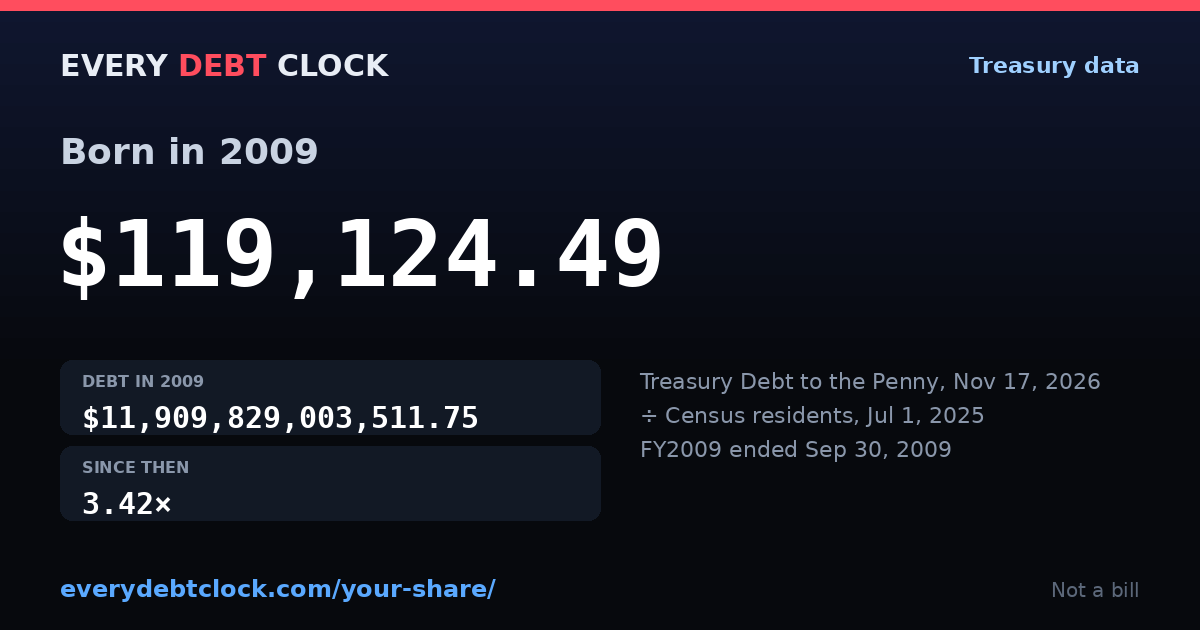 EVERY DEBT CLOCK
Treasury data
Born in 2009
$119,124.49
DEBT IN 2009
$11,909,829,003,511.75
SINCE THEN
3.42×
Treasury Debt to the Penny, Nov 17, 2026
÷ Census residents, Jul 1, 2025
FY2009 ended Sep 30, 2009
everydebtclock.com/your-share/
Not a bill